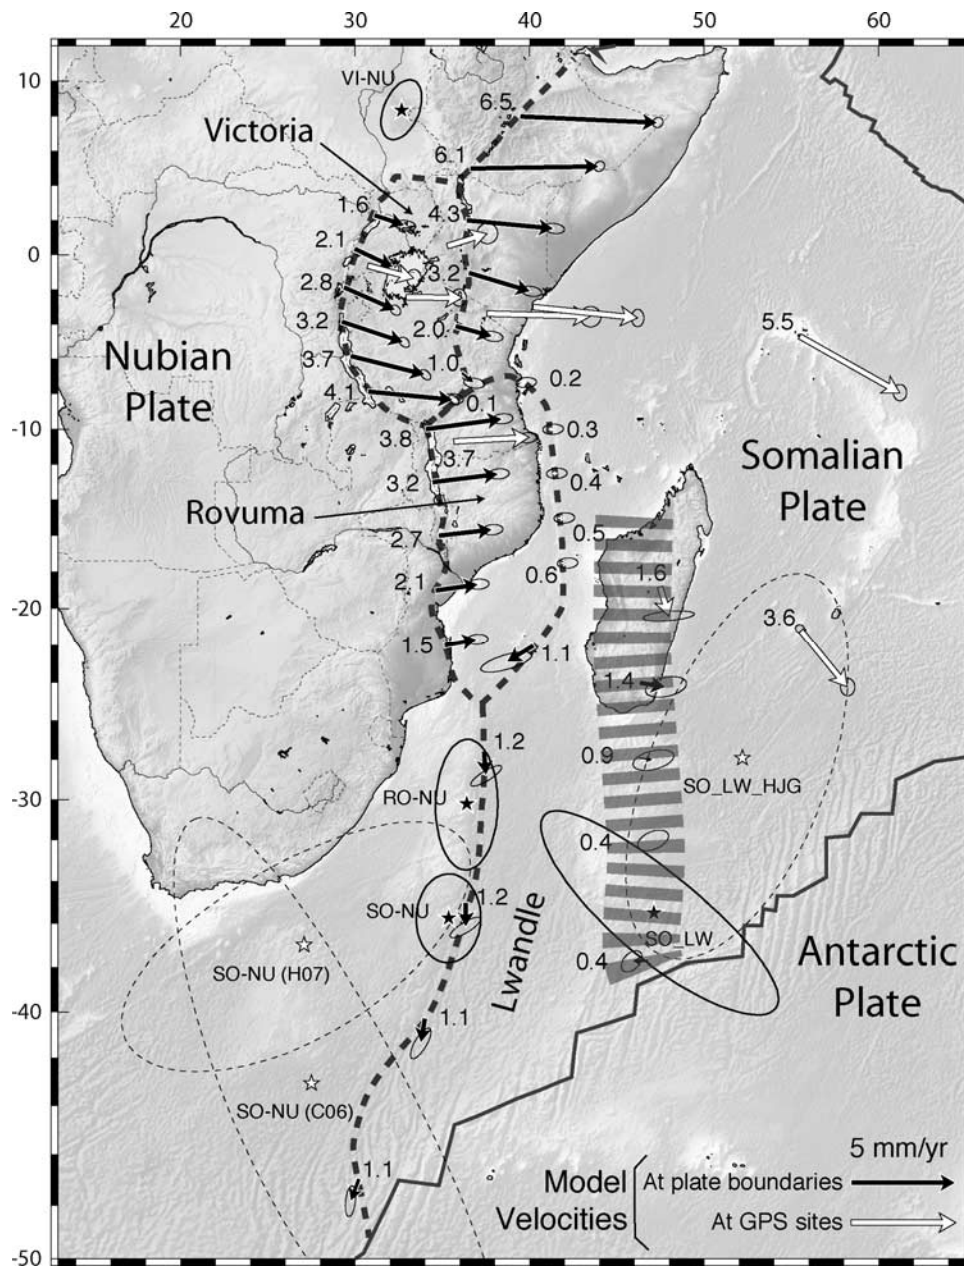 20 30 40 50 60
10
VI-NU
6.5
Victoria
6.1
1.6
4.3
2.1
0
3.2
2.8
3.2
2.0
5.5
Nubian
Plate
3.7
1.0
0.2
4.1
0.1
-10
3.8
0.3
3.7
Somalian
Plate
3.2
0.4
Rovuma
0.5
2.7
0.6
1.6
2.1
-20
3.6
1.5
1.1
1.4
1.2
0.9
SO_LW_HJG
RO-NU
-30
0.4
1.2
SO-NU
SO_LW
Lwandle
SO-NU (H07)
0.4
Antarctic
Plate
-40
1.1
SO-NU (C06)
1.1
5 mm/yr
Model
Velocities
At plate boundaries
At GPS sites
-50